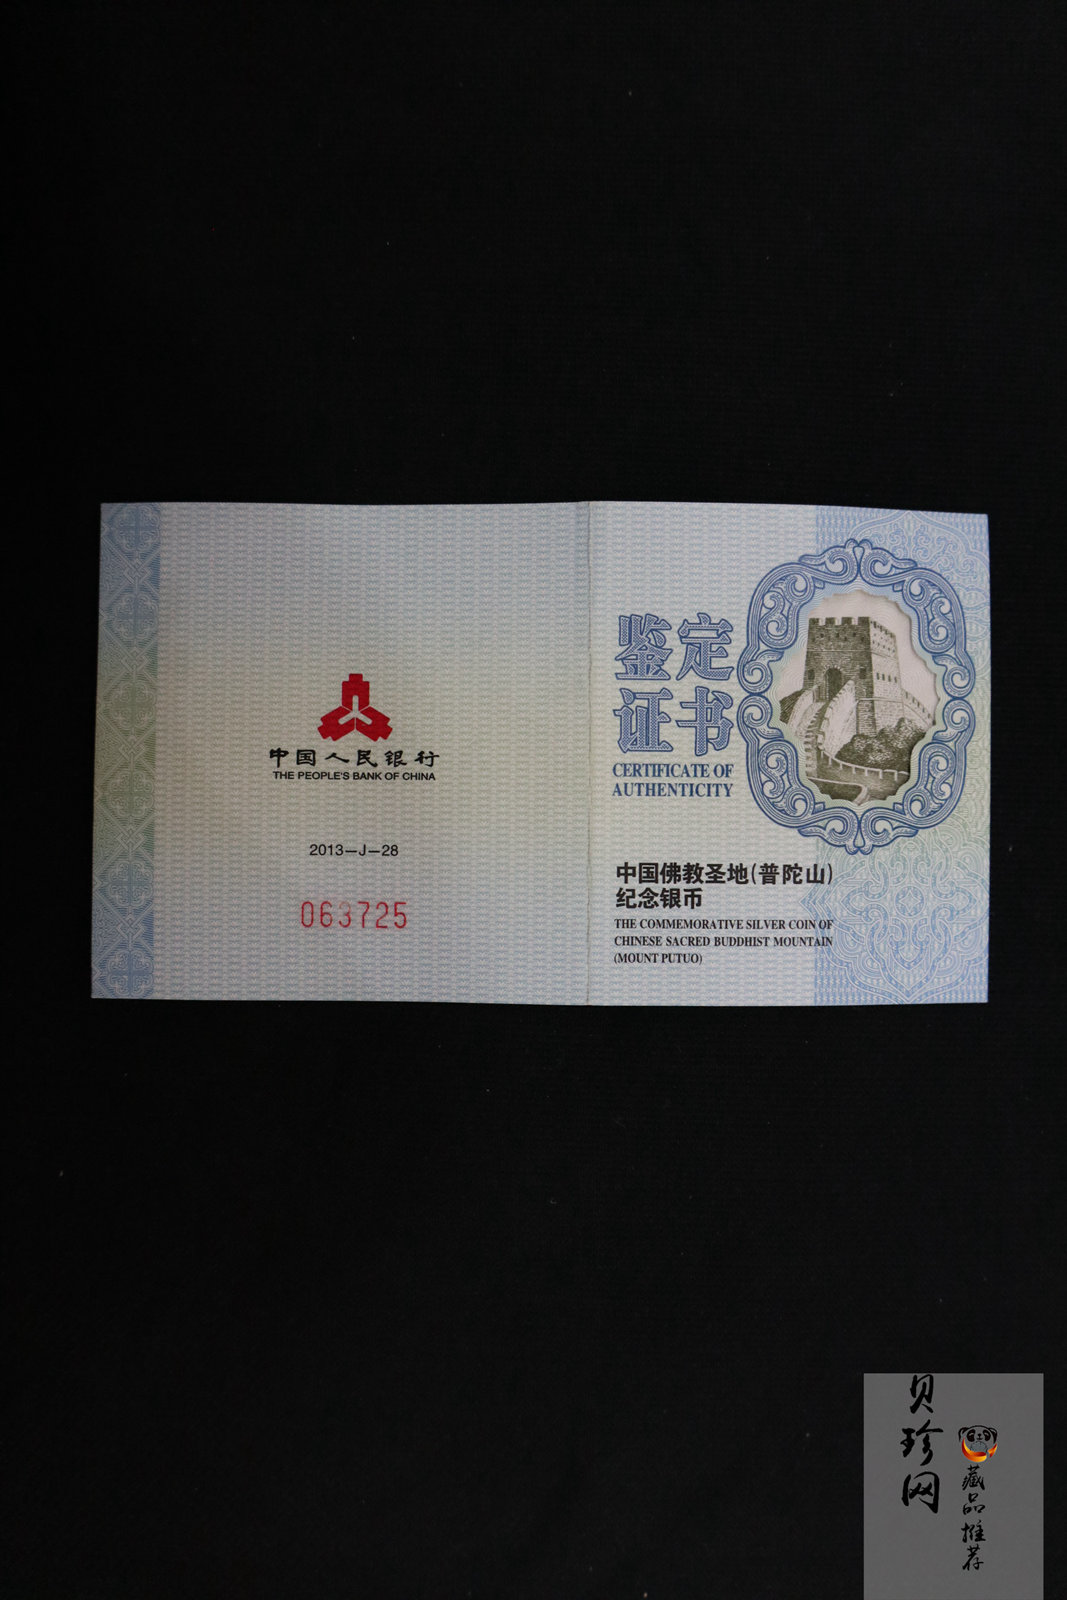 中国人民银行
THE PEOPLE'S BANK OF CHINA
2013—J—28
063725
鉴定
证书
CERTIFICATE OF
AUTHENTICITY
中国佛教圣地(普陀山)
纪念银币
THE COMMEMORATIVE SILVER COIN OF
CHINESE SACRED BUDDHIST MOUNTAIN
(MOUNT PUTUO)
贝珍网
藏品推荐